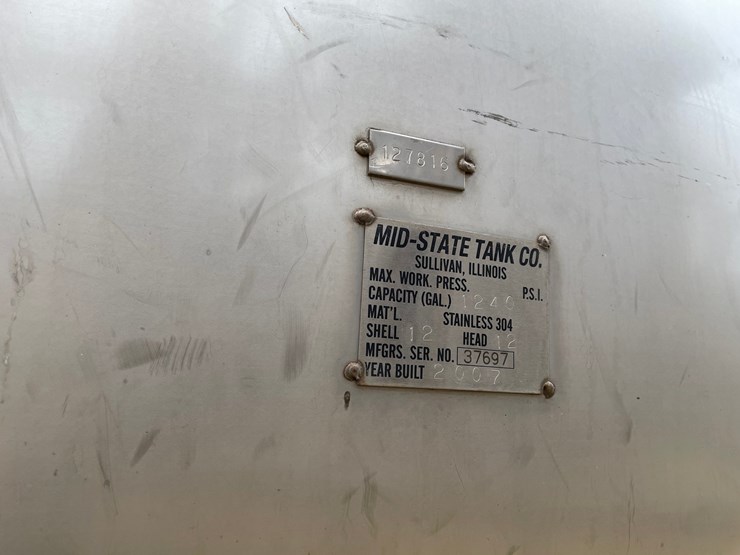 127816
MID-STATE TANK CO.
SULLIVAN, ILLINOIS
MAX. WORK. PRESS. P.S.I.
CAPACITY (GAL.)
MAT'L. STAINLESS 304
SHELL 12 HEAD 12
MFGRS. SER. NO. 37697
YEAR BUILT 2007